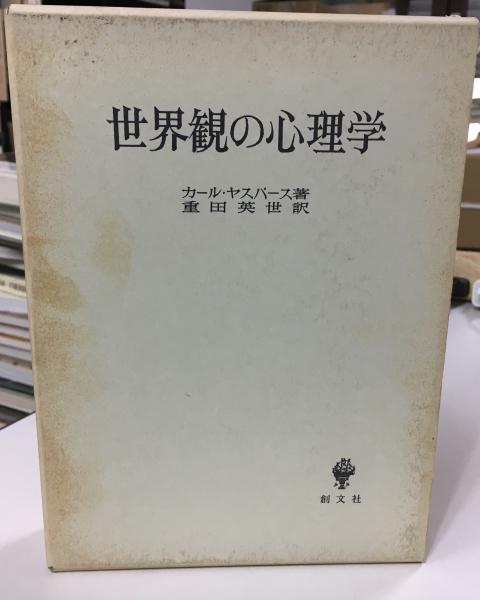 世界観の心理学
カール・ヤスパース著
重田英世訳
創文社